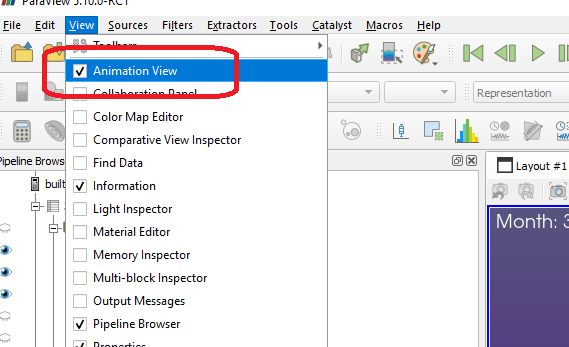 ParaView 5.10.0-RC1
File Edit View Sources Filters Extractors Tools Catalyst Macros Help
Toolbars
Animation View
Collaboration Panel
Representation
Color Map Editor
Comparative View Inspector
Pipeline Brows
Find Data
Layout #1
built
Information
Light Inspector
Month: 3
Material Editor
Memory Inspector
Multi-block Inspector
Output Messages
Pipeline Browser
Properties